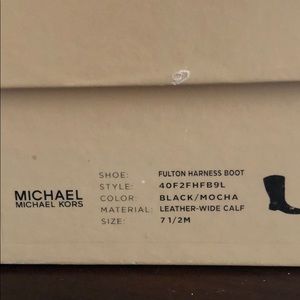 SHOE: FULTON HARNESS BOOT
STYLE: 40F2FHFB9L
COLOR: BLACK/MOCHA
MATERIAL: LEATHER-WIDE CALF
SIZE: 7 1/2M
MICHAEL
MICHAEL KORS